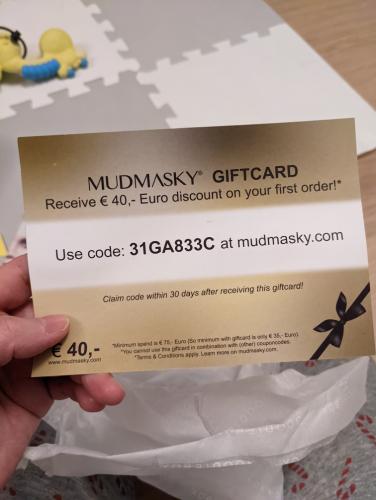 MUDMASKY® GIFTCARD
Receive € 40,- Euro discount on your first order!*
Use code: 31GA833C at mudmasky.com
Claim code within 30 days after receiving this giftcard!
€ 40,-
www.mudmasky.com
*Minimum spend is € 75,- Euro (So minimum with giftcard is only € 35,- Euro).
*You cannot use this giftcard in combination with (other) couponcodes.
*Terms & Conditions apply. Learn more on mudmasky.com.